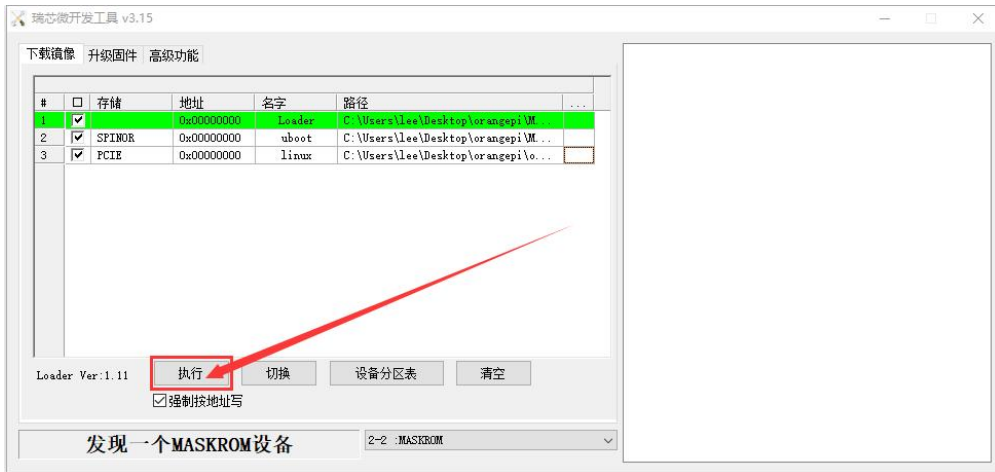 瑞芯微开发工具 v3.15
下载镜像 升级固件 高级功能
# 存储 地址 名字 路径 ...
1 0x00000000 Loader C:\Users\lee\Desktop\orangepi\M...
2 SPINOR 0x00000000 uboot C:\Users\lee\Desktop\orangepi\M...
3 PCIE 0x00000000 linux C:\Users\lee\Desktop\orangepi\o...
Loader Ver:1.11 执行 切换 设备分区表 清空
强制按地址写
发现一个MASKROM设备 2-2 :MASKROM